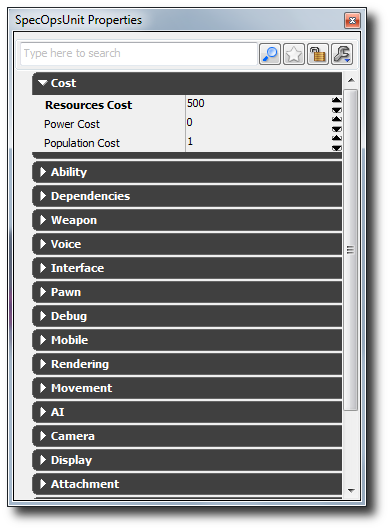 SpecOpsUnit Properties
Type here to search
Cost
Resources Cost 500
Power Cost 0
Population Cost 1
Ability
Dependencies
Weapon
Voice
Interface
Pawn
Debug
Mobile
Rendering
Movement
AI
Camera
Display
Attachment